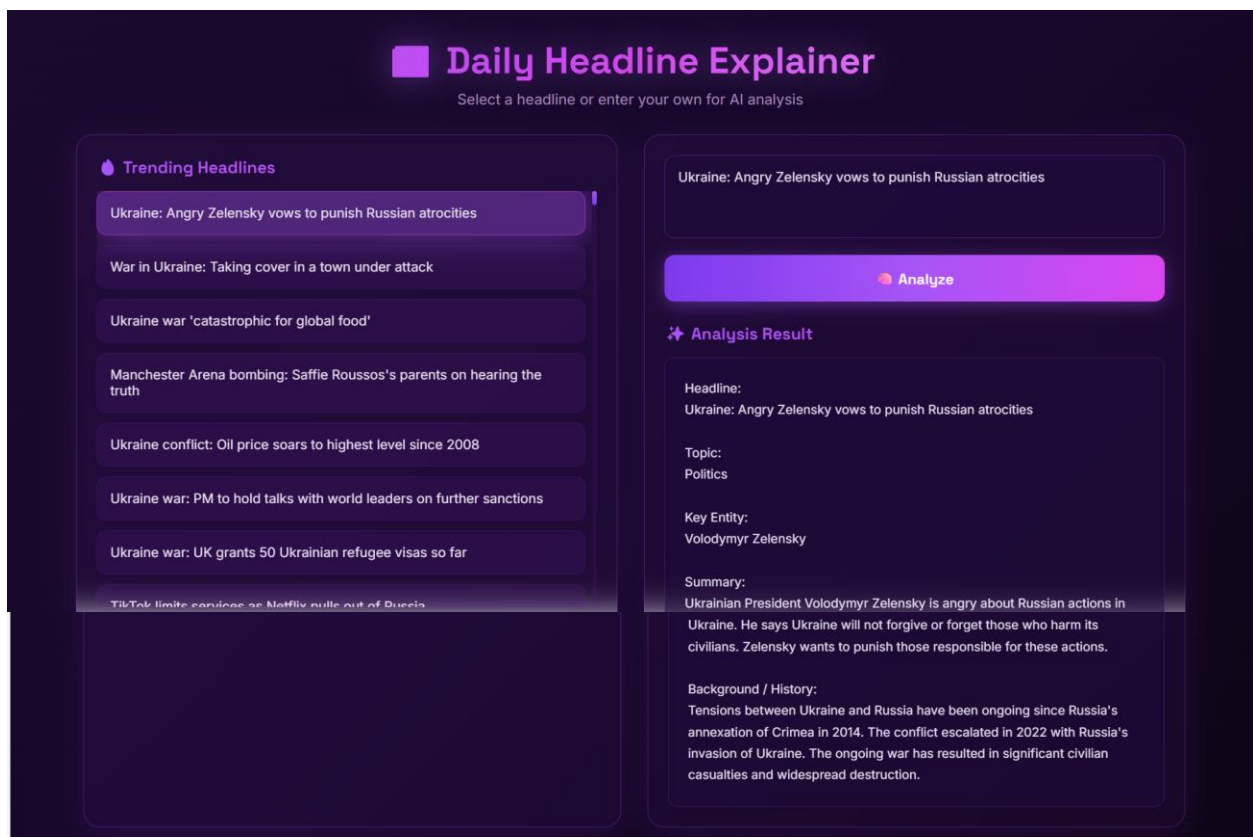 Daily Headline Explainer
Select a headline or enter your own for AI analysis
Trending Headlines
Ukraine: Angry Zelensky vows to punish Russian atrocities
War in Ukraine: Taking cover in a town under attack
Ukraine war 'catastrophic for global food'
Manchester Arena bombing: Saffie Roussos's parents on hearing the
truth
Ukraine conflict: Oil price soars to highest level since 2008
Ukraine war: PM to hold talks with world leaders on further sanctions
Ukraine war: UK grants 50 Ukrainian refugee visas so far
TikTok limits services as Netflix pulls out of Russia
Ukraine: Angry Zelensky vows to punish Russian atrocities
Analyze
Analysis Result
Headline:
Ukraine: Angry Zelensky vows to punish Russian atrocities
Topic:
Politics
Key Entity:
Volodymyr Zelensky
Summary:
Ukrainian President Volodymyr Zelensky is angry about Russian actions in
Ukraine. He says Ukraine will not forgive or forget those who harm its
civilians. Zelensky wants to punish those responsible for these actions.
Background / History:
Tensions between Ukraine and Russia have been ongoing since Russia's
annexation of Crimea in 2014. The conflict escalated in 2022 with Russia's
invasion of Ukraine. The ongoing war has resulted in significant civilian
casualties and widespread destruction.